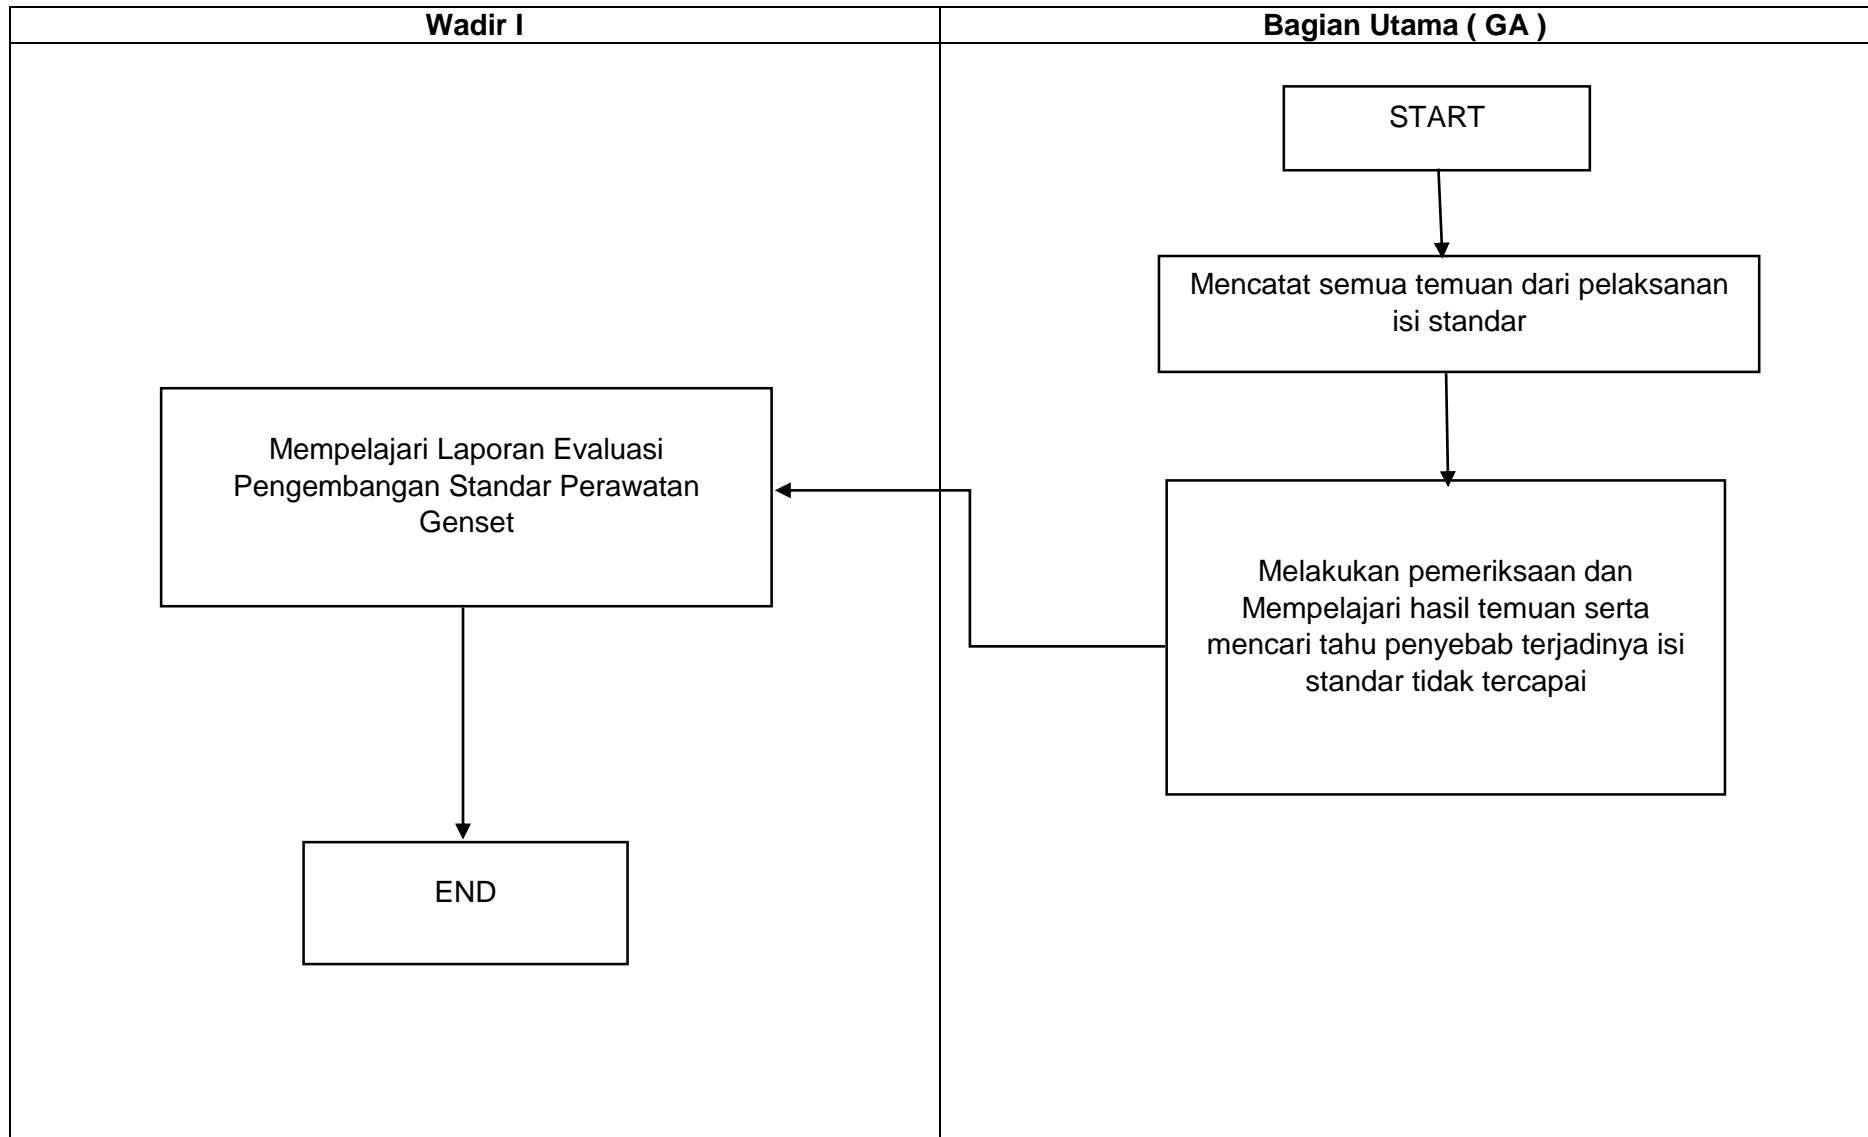 Wadir I
Bagian Utama ( GA )
START
Mencatat semua temuan dari pelaksanan
isi standar
Melakukan pemeriksaan dan
Mempelajari hasil temuan serta
mencari tahu penyebab terjadinya isi
standar tidak tercapai
Mempelajari Laporan Evaluasi
Pengembangan Standar Perawatan
Genset
END